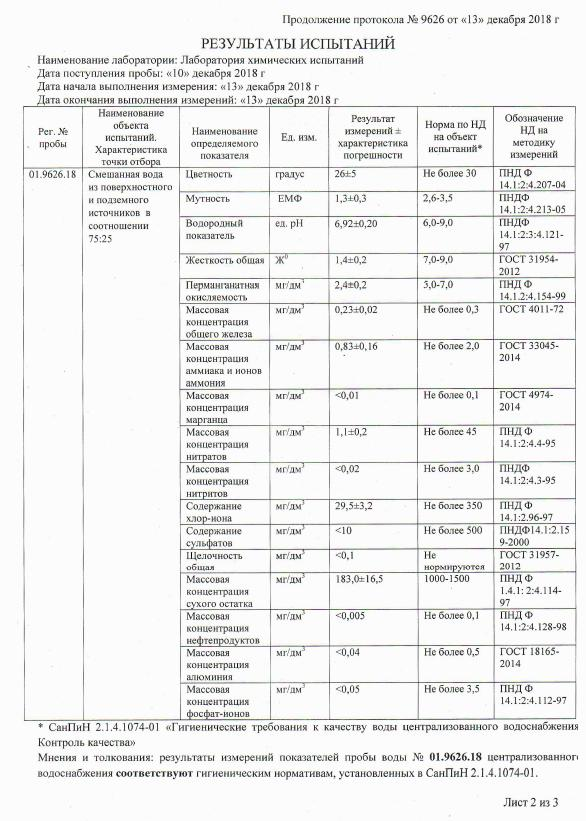 Продолжение протокола № 9626 от «13» декабря 2018 г
РЕЗУЛЬТАТЫ ИСПЫТАНИЙ
Наименование лаборатории: Лаборатория химических испытаний
Дата поступления пробы: «10» декабря 2018 г
Дата начала выполнения измерения: «13» декабря 2018 г
Дата окончания выполнения измерений: «13» декабря 2018 г
Рег. №
пробы
Наименование
объекта
испытаний.
Характеристика
точки отбора
Наименование
определяемого
показателя
Ед. изм.
Результат
измерений ±
характеристика
погрешности
Норма по НД
на объект
испытаний*
Обозначение
НД на
методику
измерений
01.9626.18
Смешанная вода
из поверхностного
и подземного
источников в
соотношении
75:25
Цветность
градус
26±5
Не более 30
ПНД Ф
14.1:2:4.207-04
Мутность
ЕМФ
1,3±0,3
2,6-3,5
ПНДФ
14.1:2:4.213-05
Водородный
показатель
ед. рН
6,92±0,20
6,0-9,0
ПНДФ
14.1:2:3:4.121-
97
Жесткость общая
Ж0
1,4±0,2
7,0-9,0
ГОСТ 31954-
2012
Перманганатная
окисляемость
мг/дм3
2,4±0,2
5,0-7,0
ПНД Ф
14.1.2:4.154-99
Массовая
концентрация
общего железа
мг/дм3
0,23±0,02
Не более 0,3
ГОСТ 4011-72
Массовая
концентрация
аммиака и ионов
аммония
мг/дм3
0,83±0,16
Не более 2,0
ГОСТ 33045-
2014
Массовая
концентрация
марганца
мг/дм3
<0,01
Не более 0,1
ГОСТ 4974-
2014
Массовая
концентрация
нитратов
мг/дм3
1,1±0,2
Не более 45
ПНД Ф
14.1:2:4.4-95
Массовая
концентрация
нитритов
мг/дм3
<0,02
Не более 3,0
ПНДФ
14.1:2:4.3-95
Содержание
хлор-иона
мг/дм3
29,5±3,2
Не более 350
ПНД Ф
14.1:2.96-97
Содержание
сульфатов
мг/дм3
<10
Не более 500
ПНДФ14.1:2.15
9-2000
Щелочность
общая
мг/дм3
<0,1
Не
нормируются
ГОСТ 31957-
2012
Массовая
концентрация
сухого остатка
мг/дм3
183,0±16,5
1000-1500
ПНД Ф
1.4.1: 2:4.114-
97
Массовая
концентрация
нефтепродуктов
мг/дм3
<0,005
Не более 0,1
ПНД Ф
14.1:2:4.128-98
Массовая
концентрация
алюминия
мг/дм3
<0,04
Не более 0,5
ГОСТ 18165-
2014
Массовая
концентрация
фосфат-ионов
мг/дм3
<0,05
Не более 3,5
ПНД Ф
14.1:2:4.112-97
* СанПиН 2.1.4.1074-01 «Гигиенические требования к качеству воды централизованного водоснабжения
Контроль качества»
Мнения и толкования: результаты измерений показателей пробы воды № 01.9626.18 централизованного
водоснабжения соответствуют гигиеническим нормативам, установленных в СанПиН 2.1.4.1074-01.
Лист 2 из 3